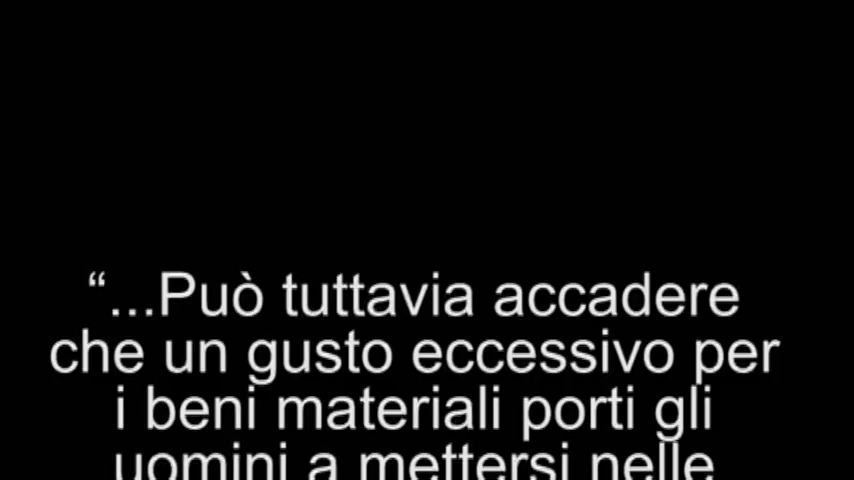 “...Può tuttavia accadere
che un gusto eccessivo per
i beni materiali porti gli
uomini a mettersi nelle